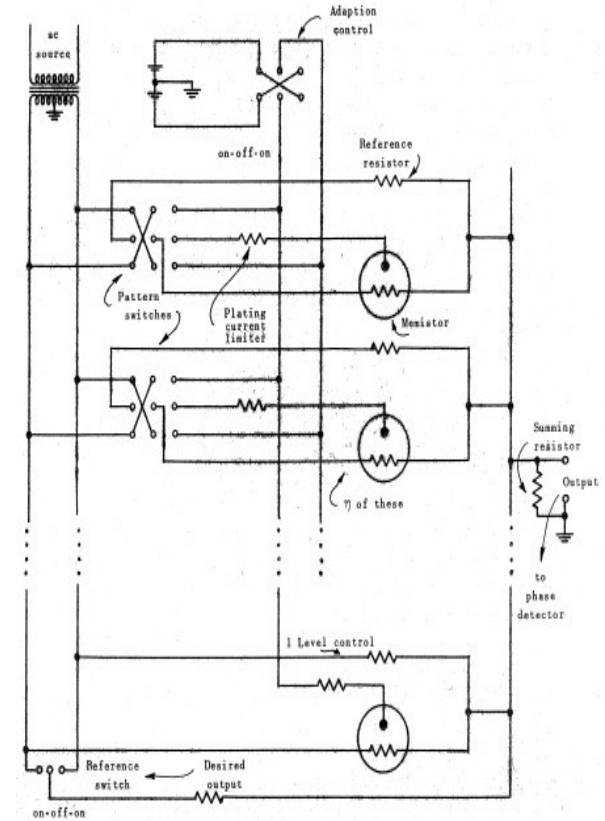 Adaption
control
ac
source
on-off-on
Reference
resistor
Pattern
switches
Plating
current
limiter
Memistor
Summing
resistor
Output
η of these
to
phase
detector
1 Level control
Reference
switch
Desired
output
on-off-on